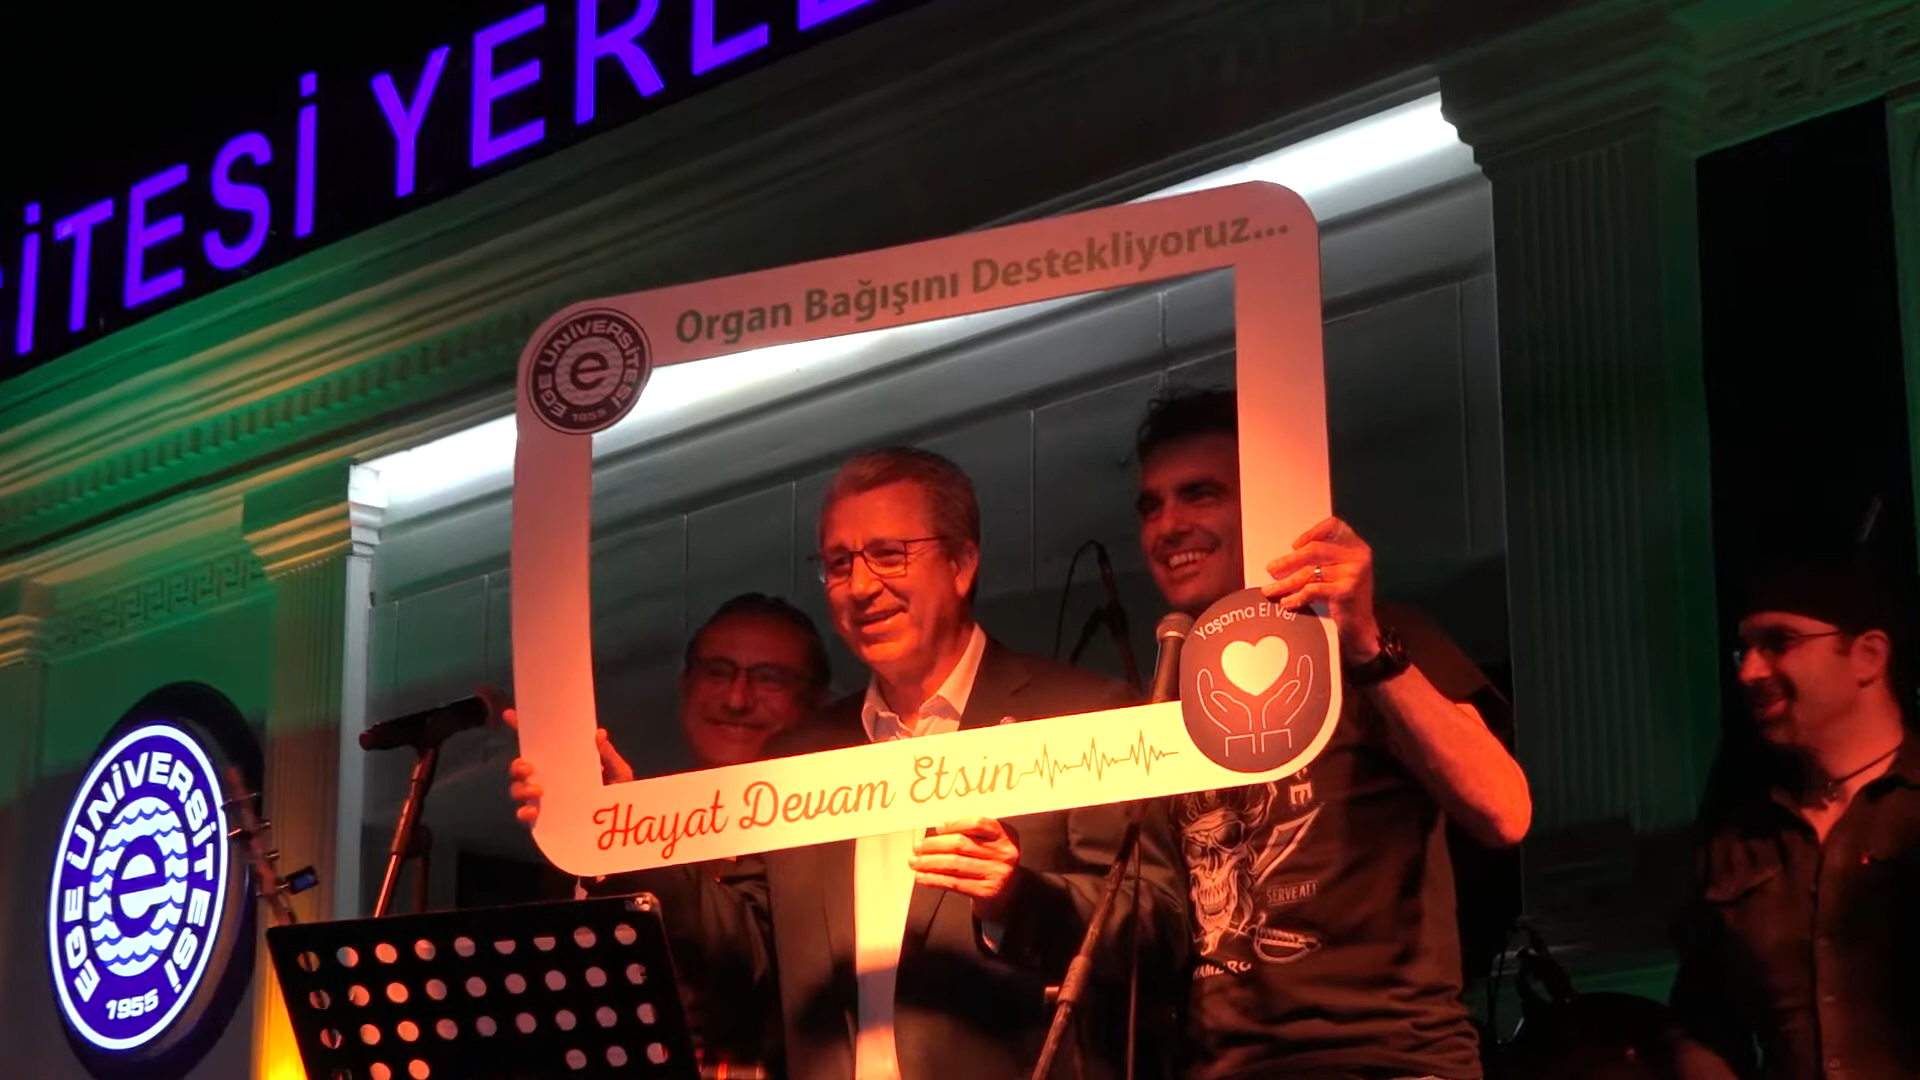 İTESİ YERLE
Organ Bağışını Destekliyoruz...
EGE ÜNİVERSİTESİ
e
1955
Yaşama El Ver
Hayat Devam Etsin
EGE ÜNİVERSİTESİ
e
1955
SERVEALI